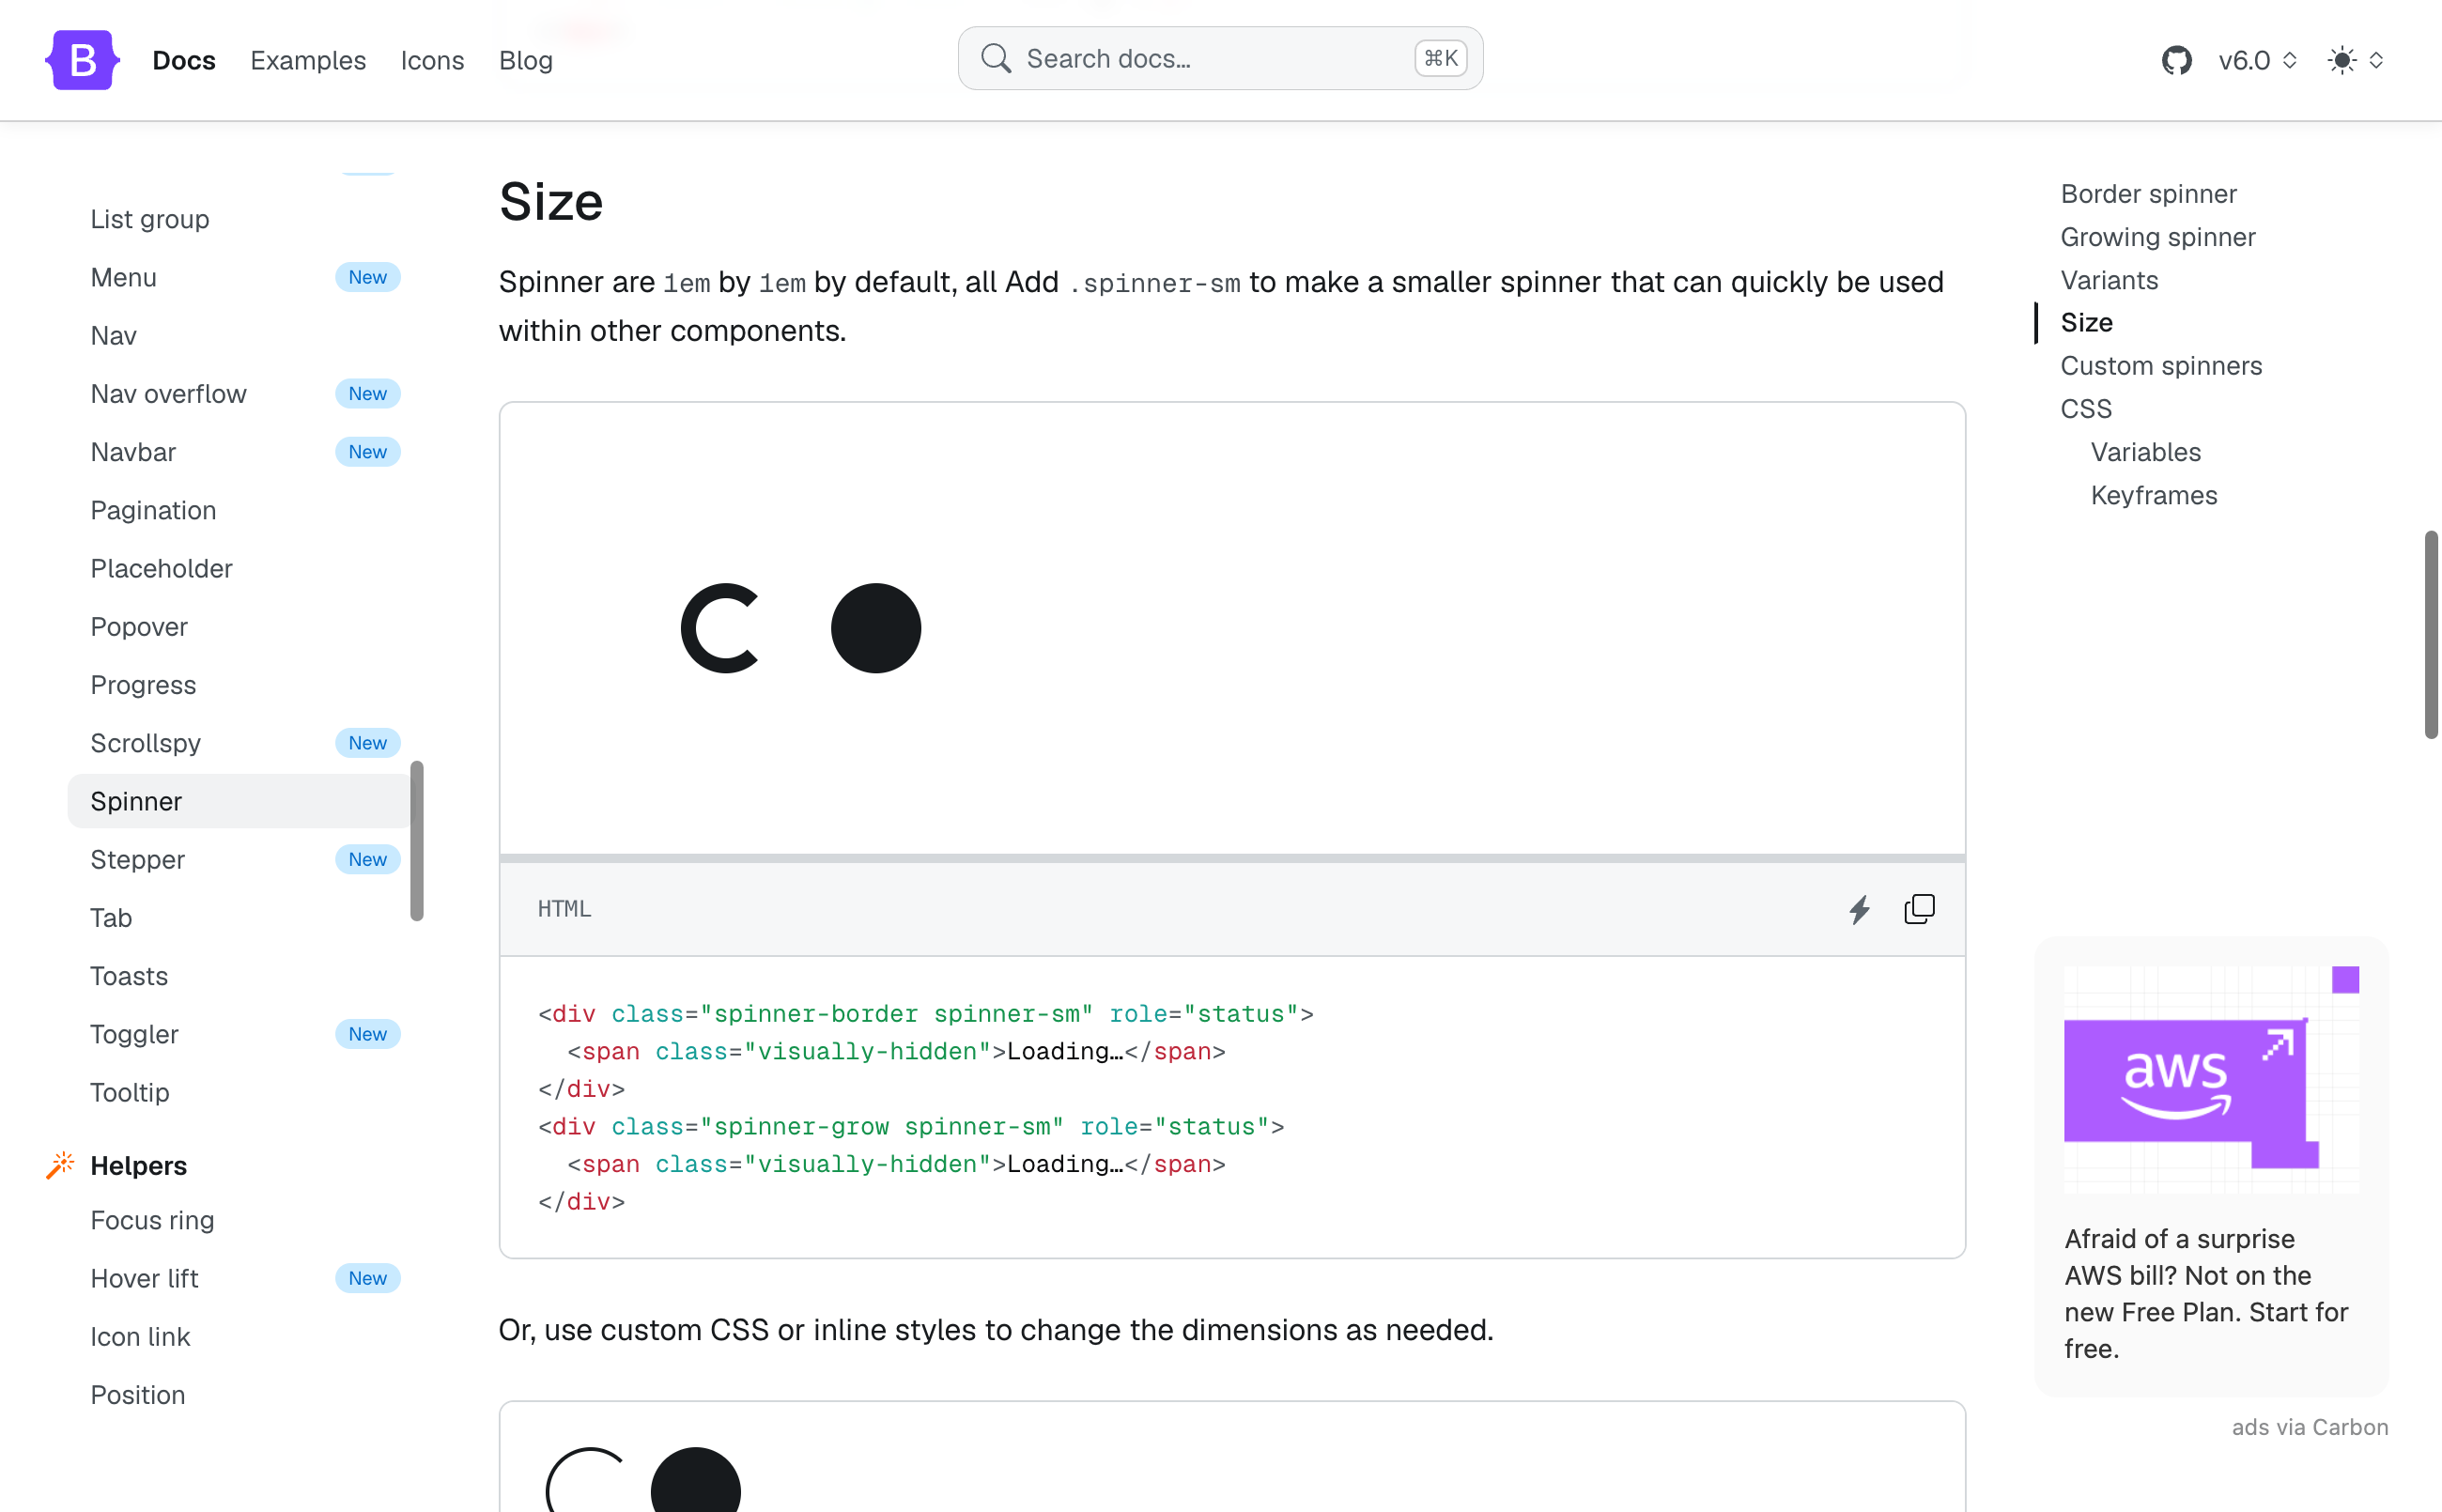 B Docs Examples Icons Blog Search docs... ⌘K v6.0
List group
Menu New
Nav
Nav overflow New
Navbar New
Pagination
Placeholder
Popover
Progress
Scrollspy New
Spinner
Stepper New
Tab
Toasts
Toggler New
Tooltip
Helpers
Focus ring
Hover lift New
Icon link
Position
Size
Spinner are 1em by 1em by default, all Add .spinner-sm to make a smaller spinner that can quickly be used
within other components.
HTML
<div class="spinner-border spinner-sm" role="status">
  <span class="visually-hidden">Loading…</span>
</div>
<div class="spinner-grow spinner-sm" role="status">
  <span class="visually-hidden">Loading…</span>
</div>
Or, use custom CSS or inline styles to change the dimensions as needed.
Border spinner
Growing spinner
Variants
Size
Custom spinners
CSS
Variables
Keyframes
aws
Afraid of a surprise
AWS bill? Not on the
new Free Plan. Start for
free.
ads via Carbon